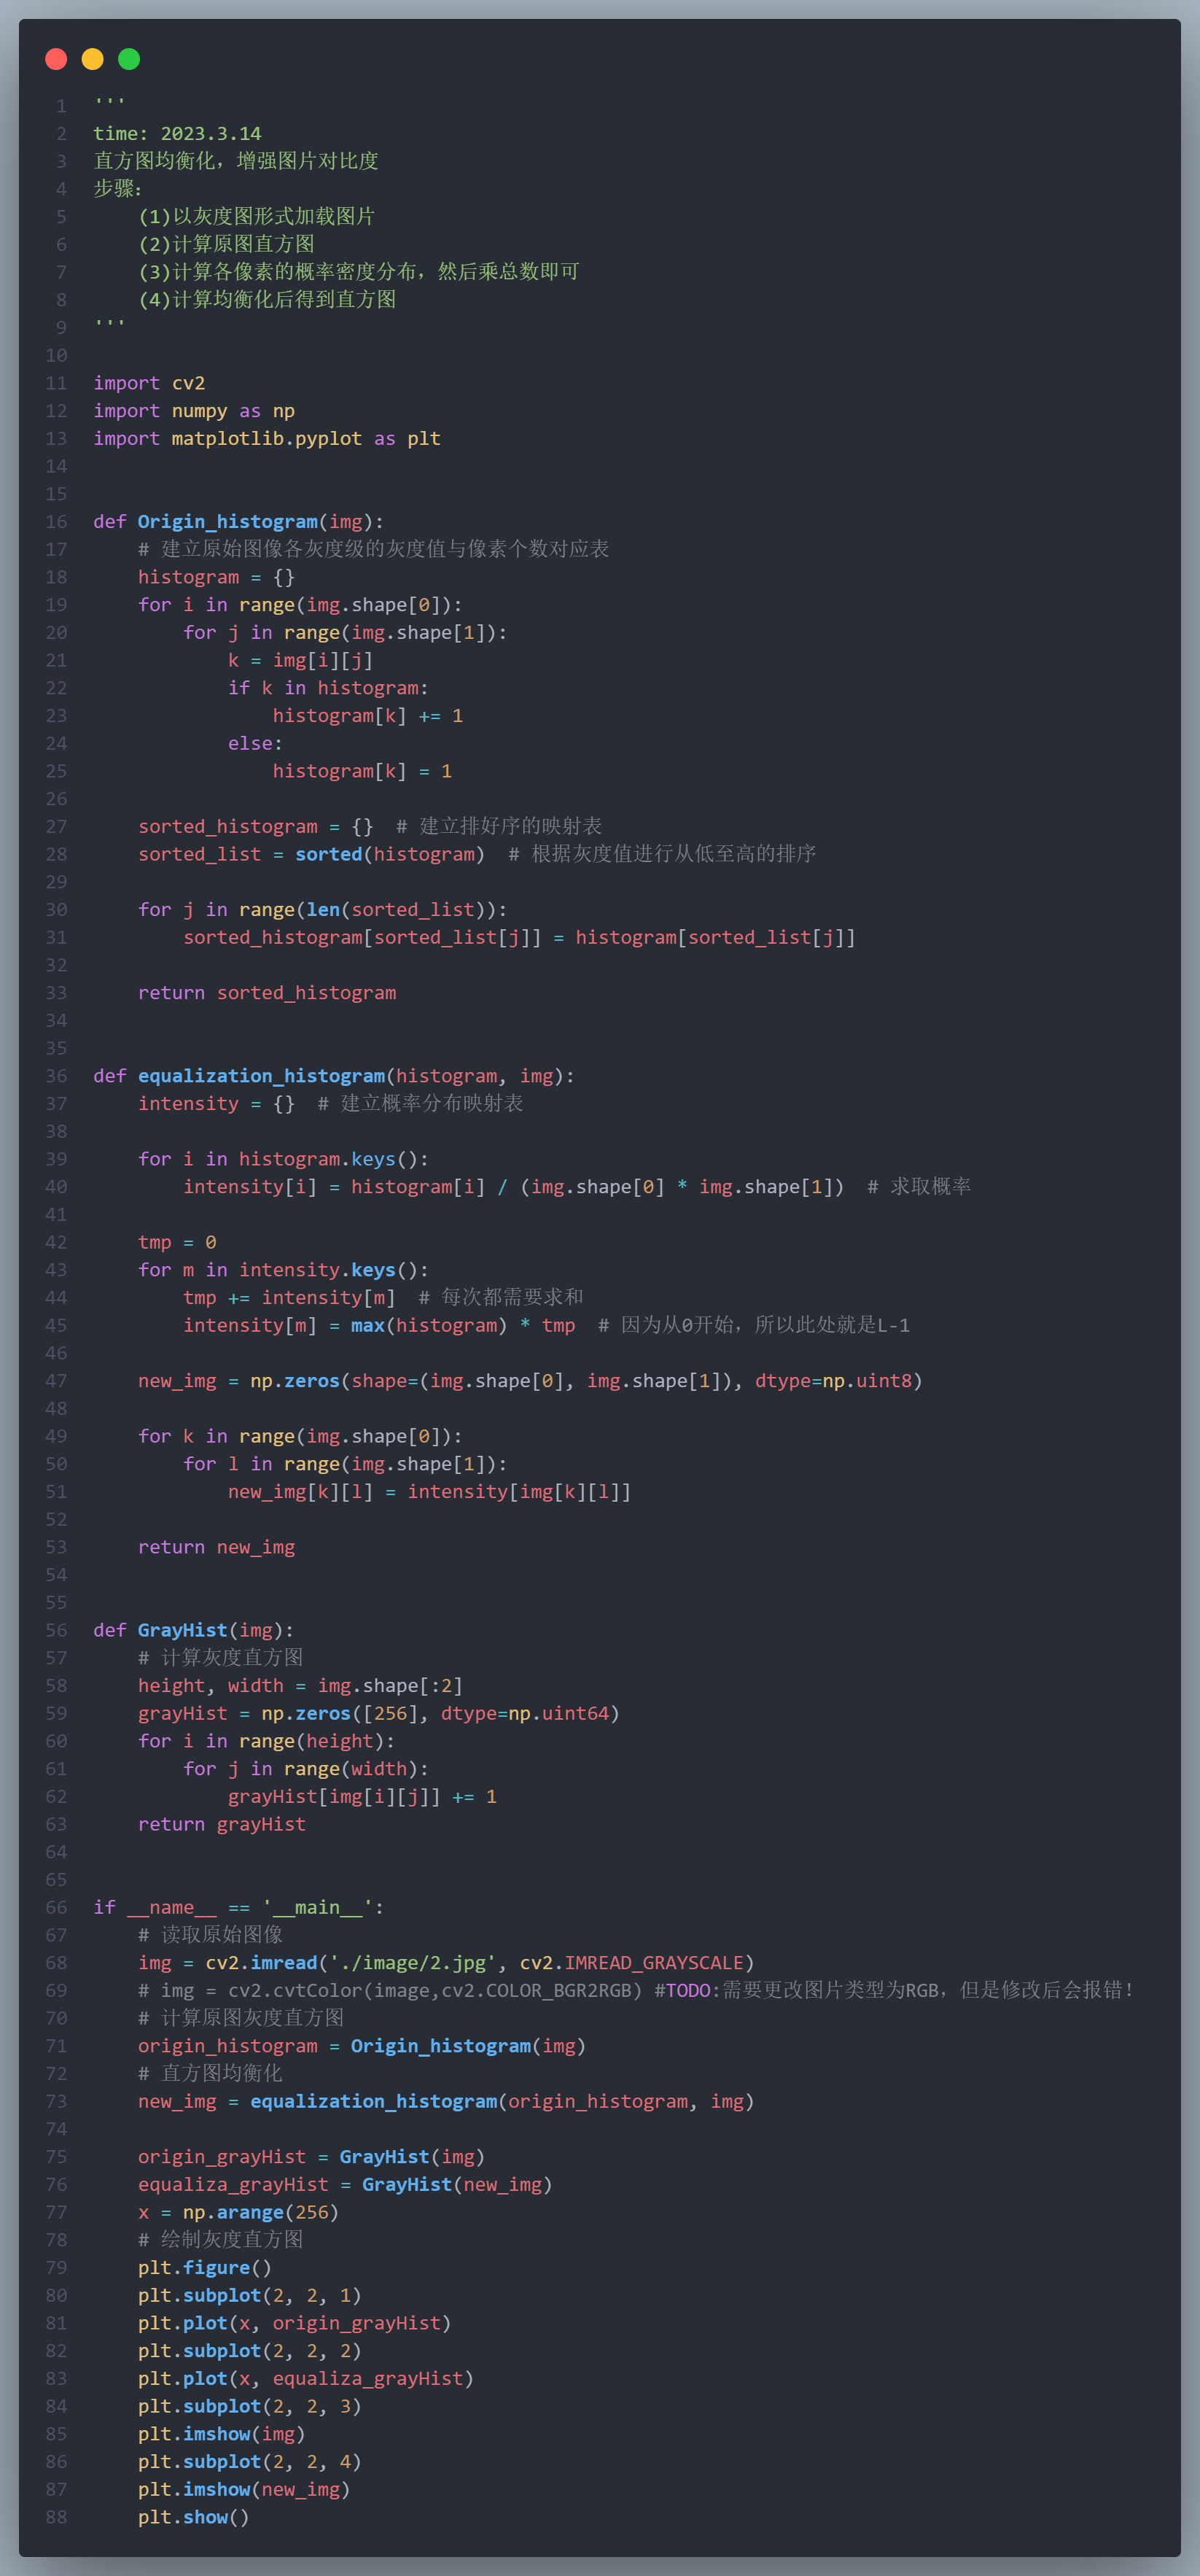 1 '''
2 time: 2023.3.14
3 直方图均衡化，增强图片对比度
4 步骤：
5     (1)以灰度图形式加载图片
6     (2)计算原图直方图
7     (3)计算各像素的概率密度分布，然后乘总数即可
8     (4)计算均衡化后得到直方图
9 '''
10
11 import cv2
12 import numpy as np
13 import matplotlib.pyplot as plt
14
15
16 def Origin_histogram(img):
17     # 建立原始图像各灰度级的灰度值与像素个数对应表
18     histogram = {}
19     for i in range(img.shape[0]):
20         for j in range(img.shape[1]):
21             k = img[i][j]
22             if k in histogram:
23                 histogram[k] += 1
24             else:
25                 histogram[k] = 1
26
27     sorted_histogram = {}  # 建立排好序的映射表
28     sorted_list = sorted(histogram)  # 根据灰度值进行从低至高的排序
29
30     for j in range(len(sorted_list)):
31         sorted_histogram[sorted_list[j]] = histogram[sorted_list[j]]
32
33     return sorted_histogram
34
35
36 def equalization_histogram(histogram, img):
37     intensity = {}  # 建立概率分布映射表
38
39     for i in histogram.keys():
40         intensity[i] = histogram[i] / (img.shape[0] * img.shape[1])  # 求取概率
41
42     tmp = 0
43     for m in intensity.keys():
44         tmp += intensity[m]  # 每次都需要求和
45         intensity[m] = max(histogram) * tmp  # 因为从0开始，所以此处就是L-1
46
47     new_img = np.zeros(shape=(img.shape[0], img.shape[1]), dtype=np.uint8)
48
49     for k in range(img.shape[0]):
50         for l in range(img.shape[1]):
51             new_img[k][l] = intensity[img[k][l]]
52
53     return new_img
54
55
56 def GrayHist(img):
57     # 计算灰度直方图
58     height, width = img.shape[:2]
59     grayHist = np.zeros([256], dtype=np.uint64)
60     for i in range(height):
61         for j in range(width):
62             grayHist[img[i][j]] += 1
63     return grayHist
64
65
66 if __name__ == '__main__':
67     # 读取原始图像
68     img = cv2.imread('./image/2.jpg', cv2.IMREAD_GRAYSCALE)
69     # img = cv2.cvtColor(image,cv2.COLOR_BGR2RGB) #TODO:需要更改图片类型为RGB，但是修改后会报错！
70     # 计算原图灰度直方图
71     origin_histogram = Origin_histogram(img)
72     # 直方图均衡化
73     new_img = equalization_histogram(origin_histogram, img)
74
75     origin_grayHist = GrayHist(img)
76     equaliza_grayHist = GrayHist(new_img)
77     x = np.arange(256)
78     # 绘制灰度直方图
79     plt.figure()
80     plt.subplot(2, 2, 1)
81     plt.plot(x, origin_grayHist)
82     plt.subplot(2, 2, 2)
83     plt.plot(x, equaliza_grayHist)
84     plt.subplot(2, 2, 3)
85     plt.imshow(img)
86     plt.subplot(2, 2, 4)
87     plt.imshow(new_img)
88     plt.show()